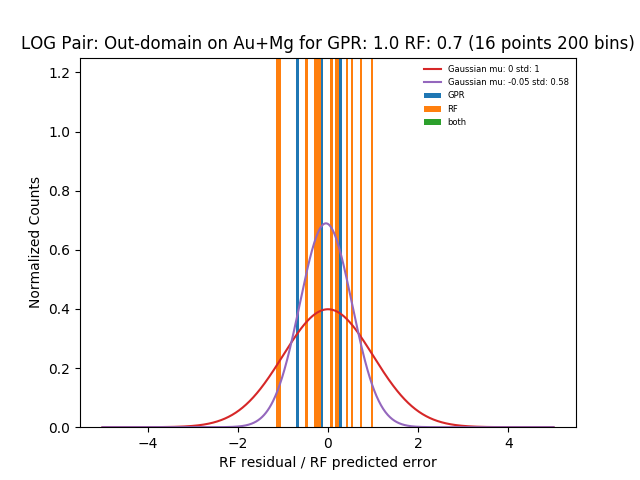 LOG Pair: Out-domain on Au+Mg for GPR: 1.0 RF: 0.7 (16 points 200 bins)
Gaussian mu: 0 std: 1
Gaussian mu: -0.05 std: 0.58
GPR
RF
both
Normalized Counts
1.2
1.0
0.8
0.6
0.4
0.2
0.0
−4 −2 0 2 4
RF residual / RF predicted error